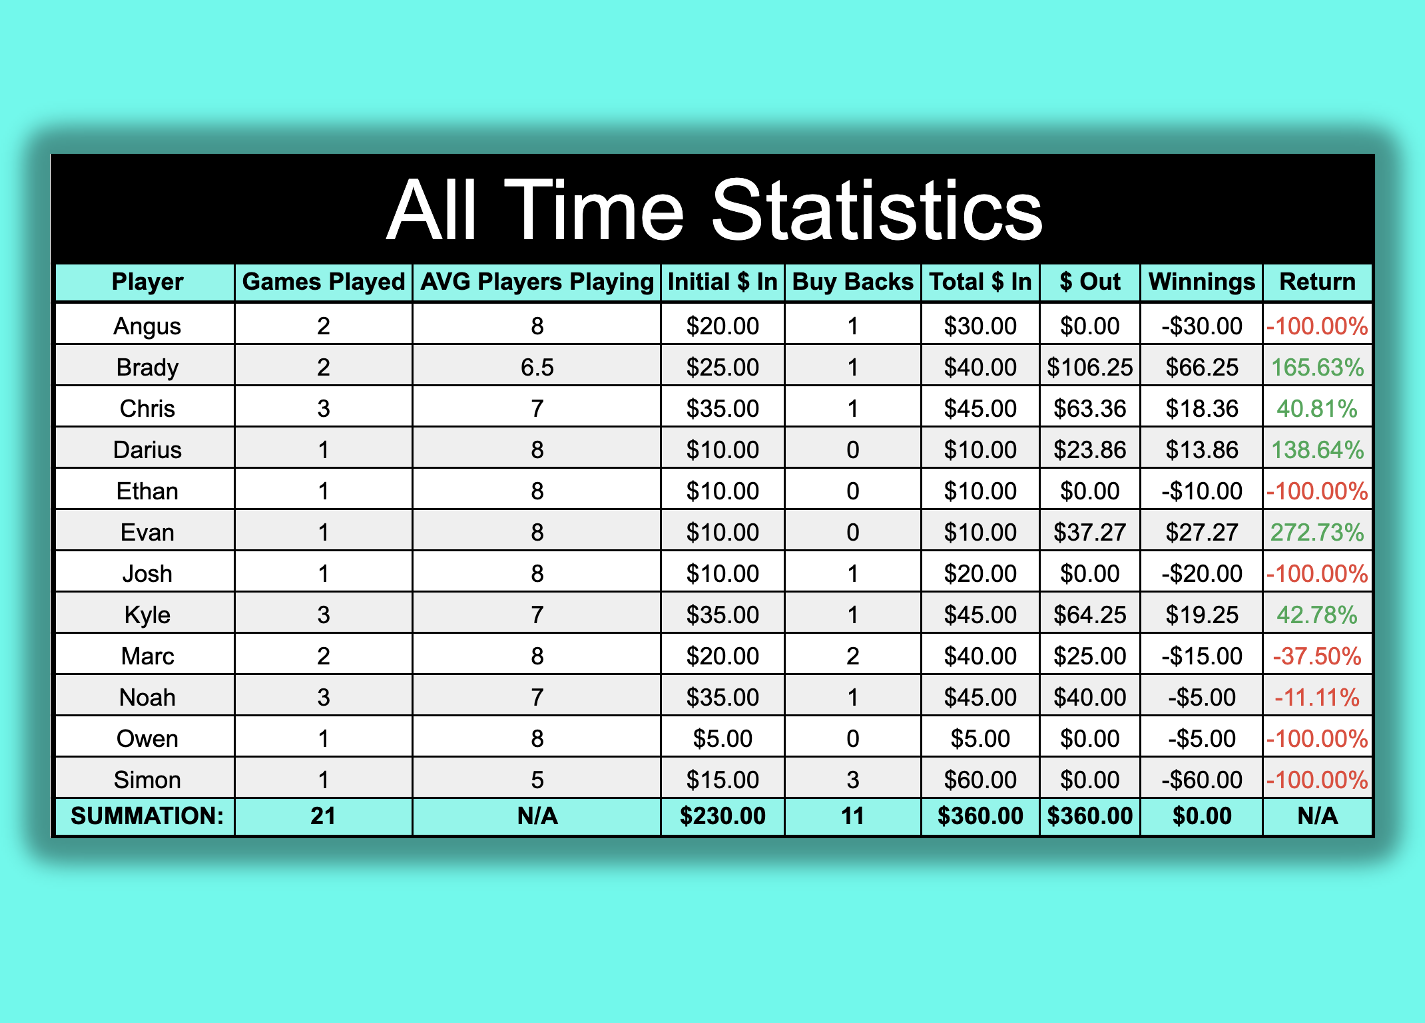 All Time Statistics
Player Games Played AVG Players Playing Initial $ In Buy Backs Total $ In $ Out Winnings Return
Angus 2 8 $20.00 1 $30.00 $0.00 -$30.00 -100.00%
Brady 2 6.5 $25.00 1 $40.00 $106.25 $66.25 165.63%
Chris 3 7 $35.00 1 $45.00 $63.36 $18.36 40.81%
Darius 1 8 $10.00 0 $10.00 $23.86 $13.86 138.64%
Ethan 1 8 $10.00 0 $10.00 $0.00 -$10.00 -100.00%
Evan 1 8 $10.00 0 $10.00 $37.27 $27.27 272.73%
Josh 1 8 $10.00 1 $20.00 $0.00 -$20.00 -100.00%
Kyle 3 7 $35.00 1 $45.00 $64.25 $19.25 42.78%
Marc 2 8 $20.00 2 $40.00 $25.00 -$15.00 -37.50%
Noah 3 7 $35.00 1 $45.00 $40.00 -$5.00 -11.11%
Owen 1 8 $5.00 0 $5.00 $0.00 -$5.00 -100.00%
Simon 1 5 $15.00 3 $60.00 $0.00 -$60.00 -100.00%
SUMMATION: 21 N/A $230.00 11 $360.00 $360.00 $0.00 N/A